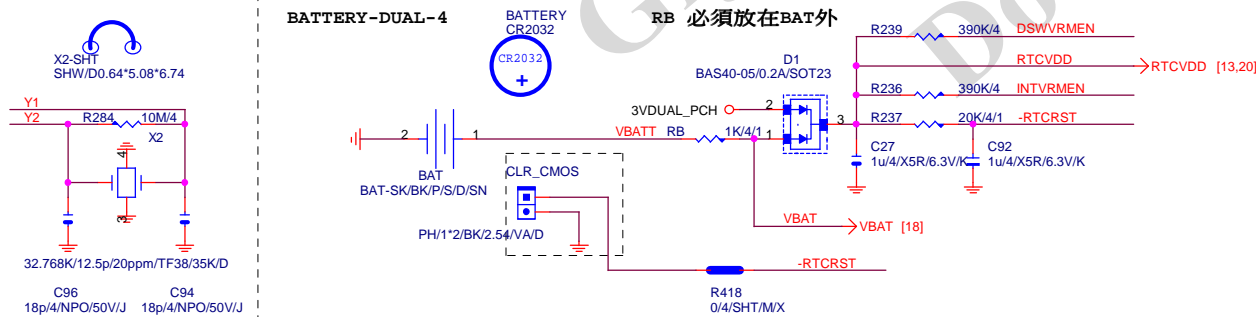 BATTERY-DUAL-4
BATTERY
CR2032
RB 必須放在BAT外
CR2032
+
X2-SHT
SHW/D0.64*5.08*6.74
Y1
Y2
R284
10M/4
X2
4
3
32.768K/12.5p/20ppm/TF38/35K/D
C96
18p/4/NPO/50V/J
C94
18p/4/NPO/50V/J
2
1
BAT
BAT-SK/BK/P/S/D/SN
VBATT
RB
1K/4/1
3VDUAL_PCH
D1
BAS40-05/0.2A/SOT23
2
1
3
R239
390K/4
DSWVRMEN
RTCVDD
RTCVDD [13,20]
R236
390K/4
INTVRMEN
R237
20K/4/1
-RTCRST
C27
1u/4/X5R/6.3V/K
C92
1u/4/X5R/6.3V/K
CLR_CMOS
PH/1*2/BK/2.54/VA/D
VBAT
VBAT [18]
-RTCRST
R418
0/4/SHT/M/X